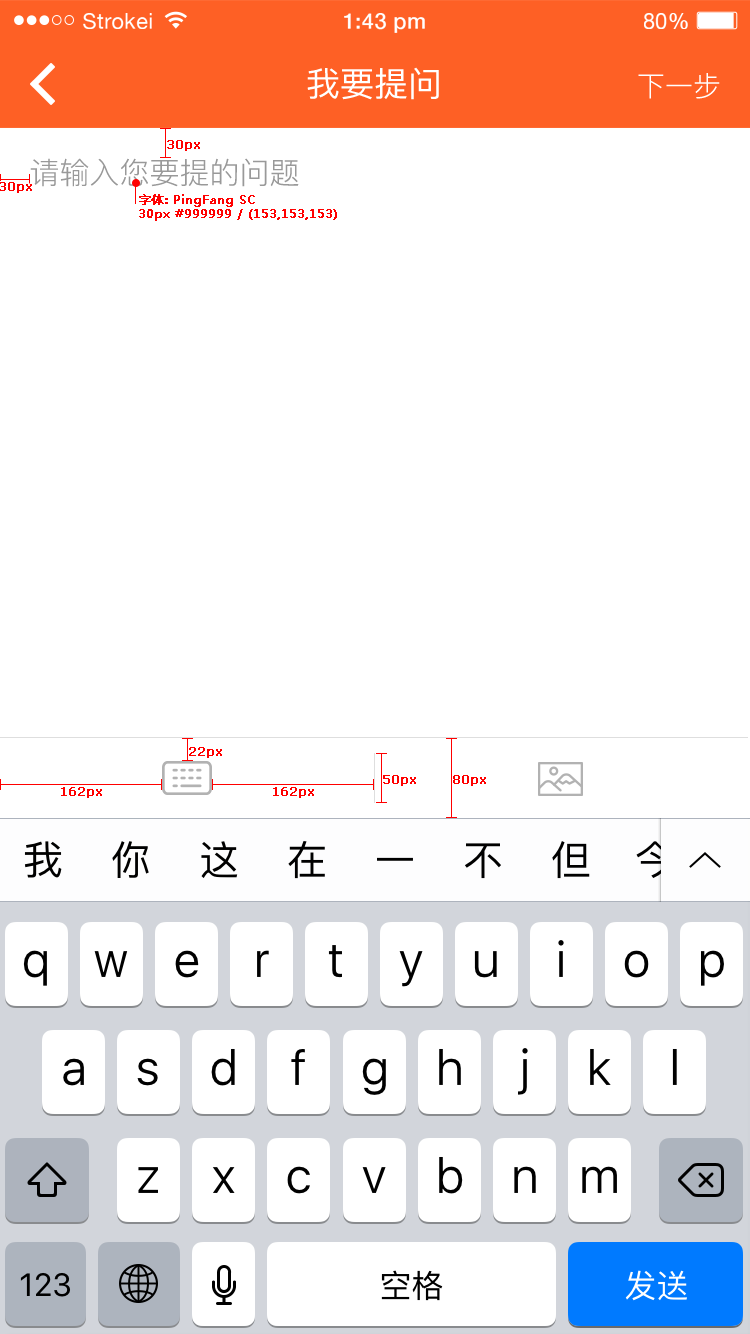 Strokei 1:43 pm 80%
我要提问 下一步
30px
请输入您要提的问题
30px
字体: PingFang SC
30px #999999 / (153,153,153)
22px
162px 162px 50px 80px
我 你 这 在 一 不 但 今
q w e r t y u i o p
a s d f g h j k l
z x c v b n m
123 空格 发送